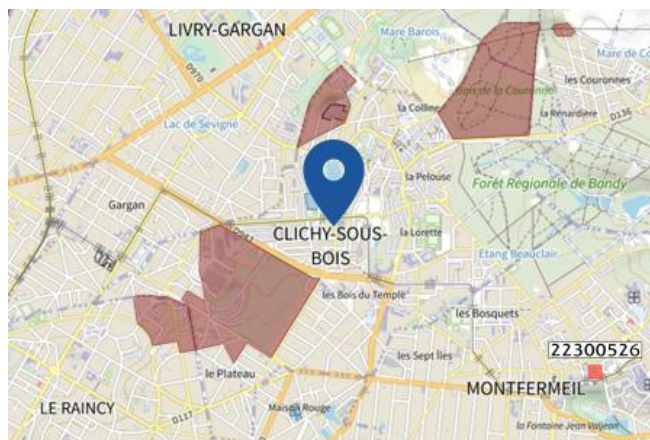 LIVRY-GARGAN
Mare Barois
Mare de Co
D970
les Couronnes
Bois de la Couronne
la Colline
la Renardière
D136
Lac de Sévigné
la Pelouse
Forêt Régionale de Bondy
Gargan
CLICHY-SOUS-
BOIS
la Lorette
Etang Beauclair
les Bois du Temple
les Bosquets
22300526
les Sept Îles
le Plateau
MONTFERMEIL
LE RAINCY
D117
Maison Rouge
la Fontaine Jean Valjean